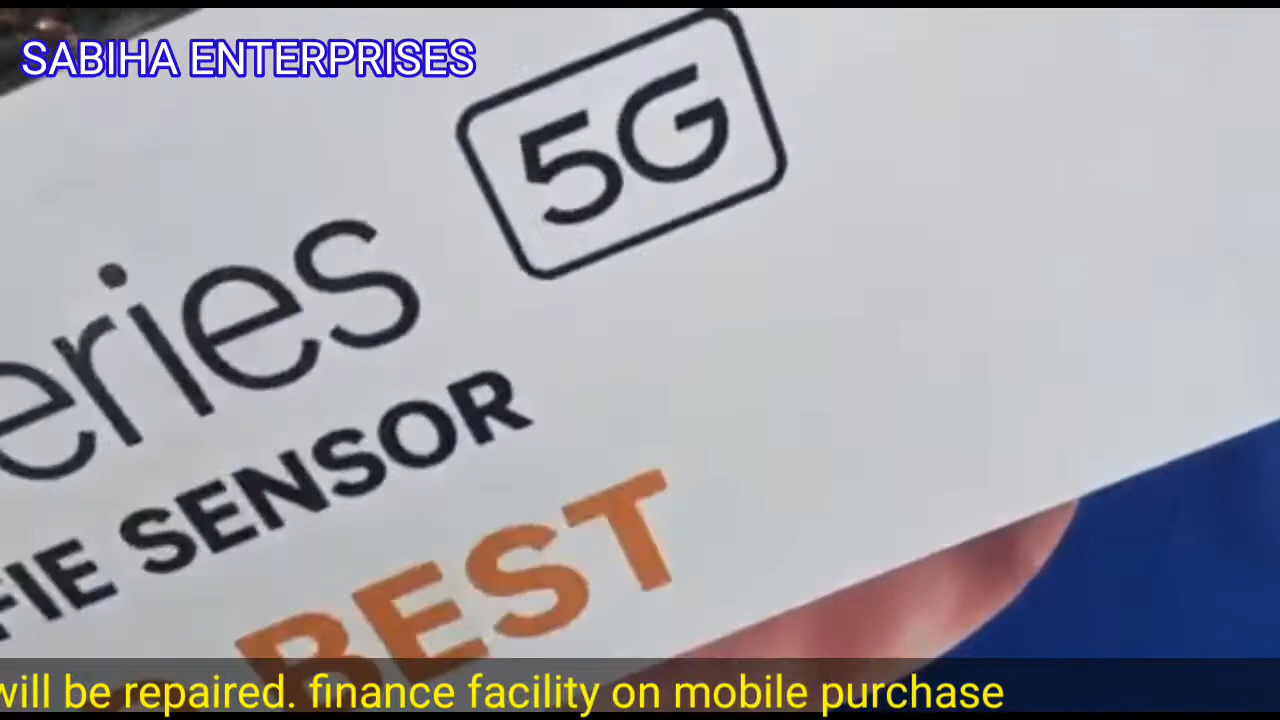 SABIHA ENTERPRISES
5G
eries
FIE SENSOR
BEST
will be repaired. finance facility on mobile purchase